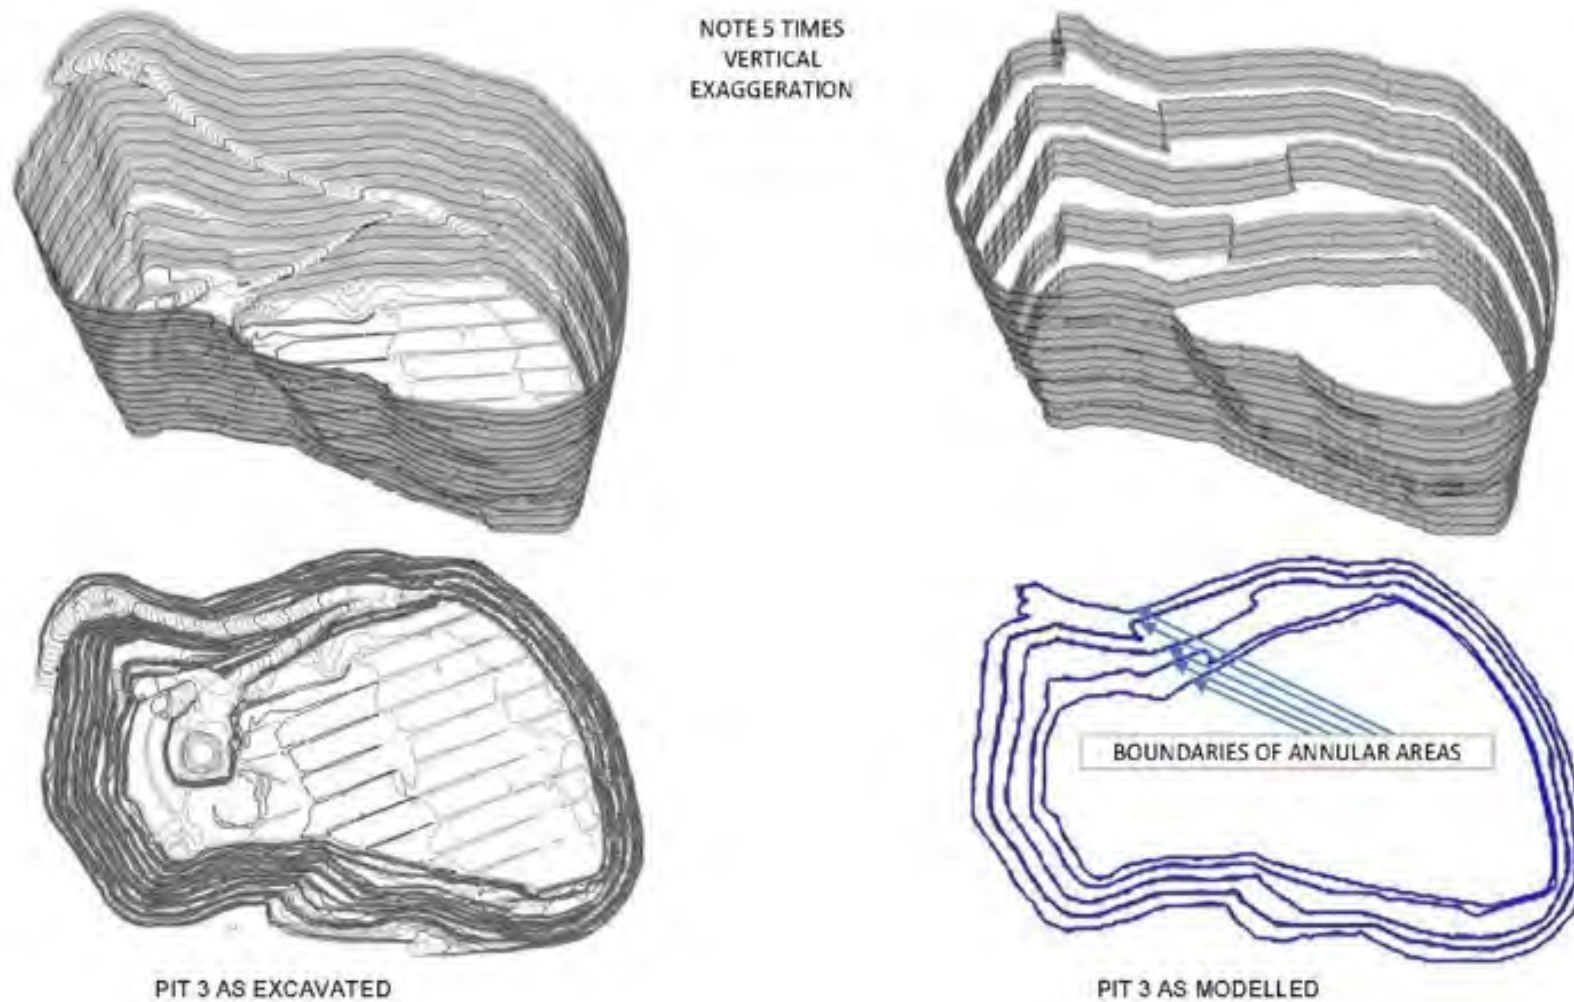 NOTE 5 TIMES
VERTICAL
EXAGGERATION
BOUNDARIES OF ANNULAR AREAS
PIT 3 AS EXCAVATED
PIT 3 AS MODELLED